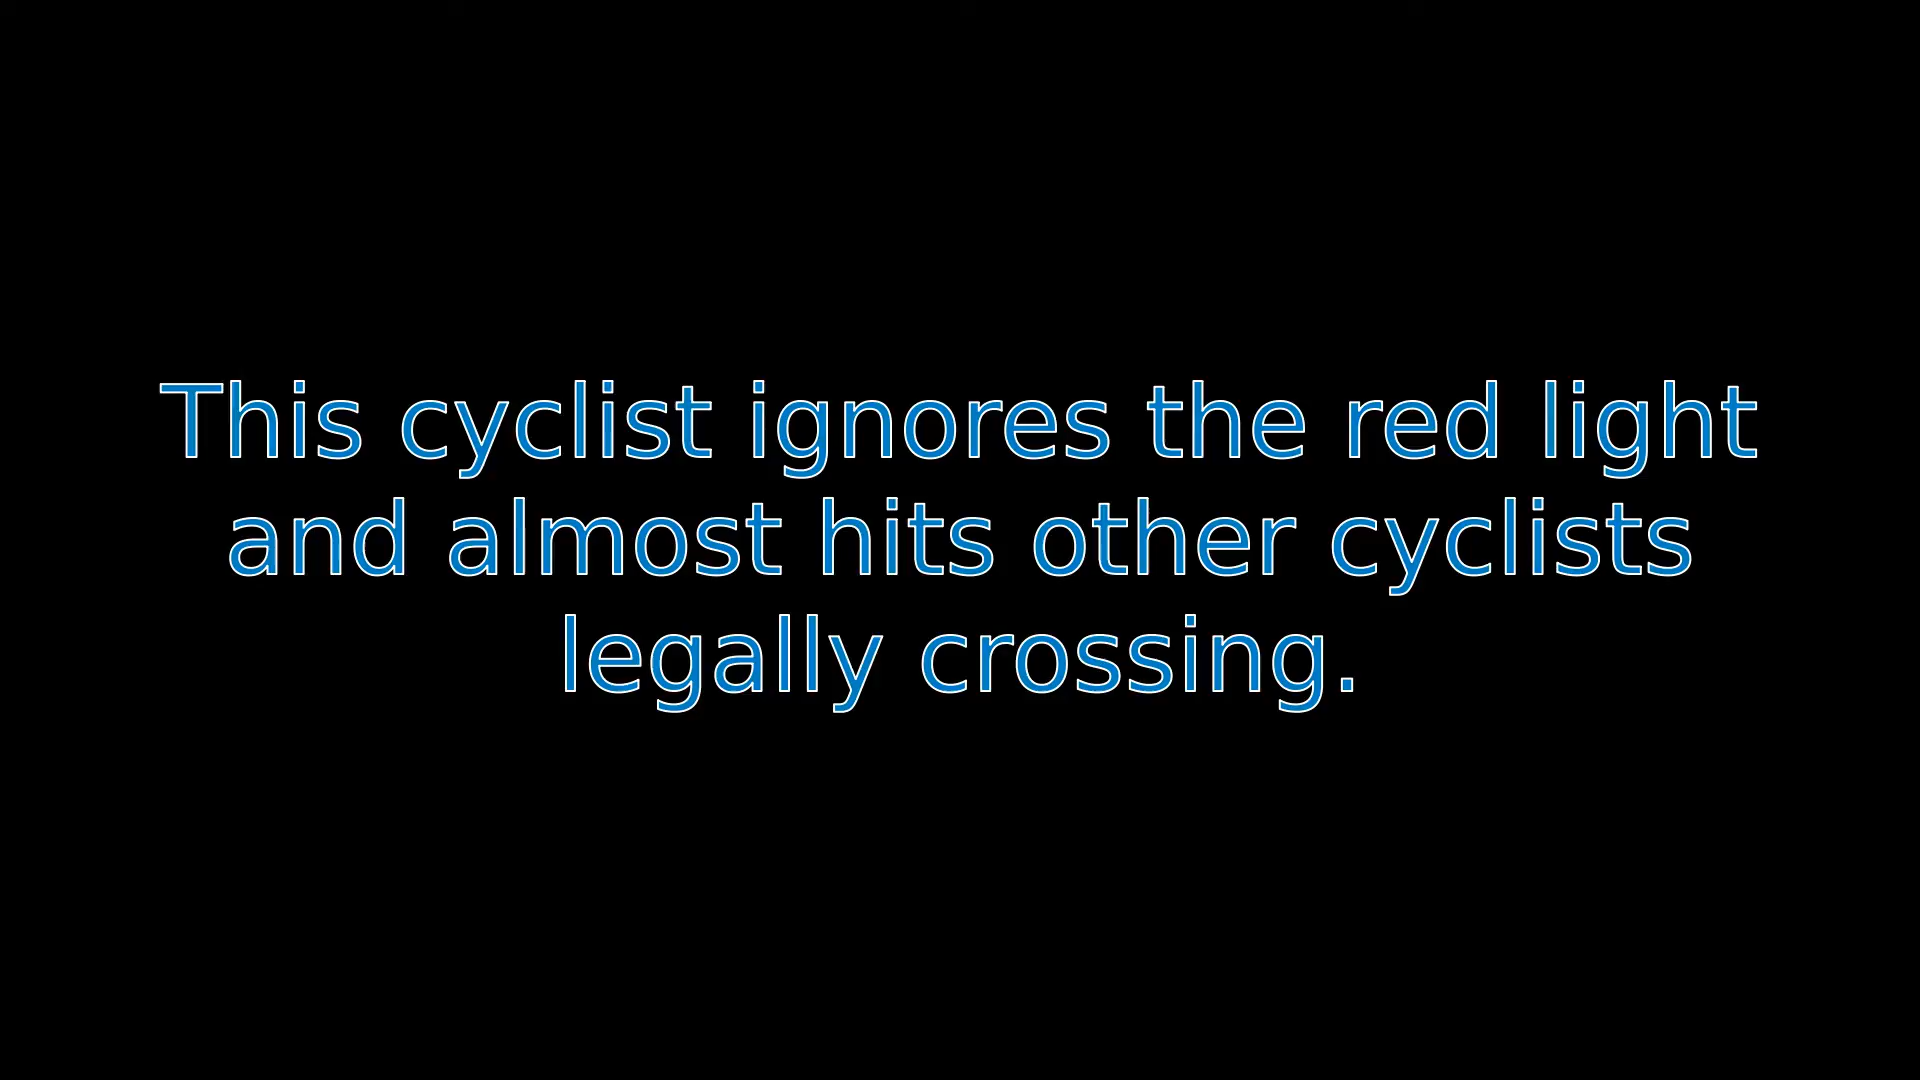 This cyclist ignores the red light
and almost hits other cyclists
legally crossing.